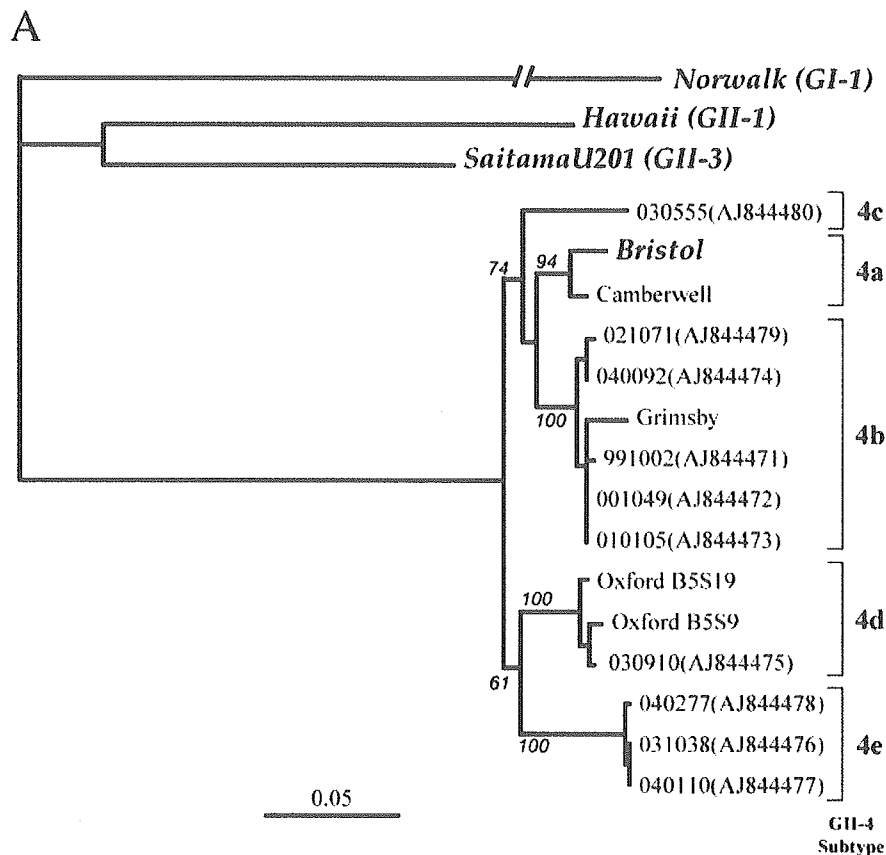 A
Norwalk (GI-1)
Hawaii (GII-1)
SaitamaU201 (GII-3)
030555(AJ844480)
4c
94
Bristol
74
4a
Camberwell
021071(AJ844479)
040092(AJ844474)
100
Grimsby
4b
991002(AJ844471)
001049(AJ844472)
010105(AJ844473)
Oxford B5S19
100
Oxford B5S9
4d
030910(AJ844475)
61
040277(AJ844478)
100
031038(AJ844476)
4e
040110(AJ844477)
0.05
GII-4
Subtype